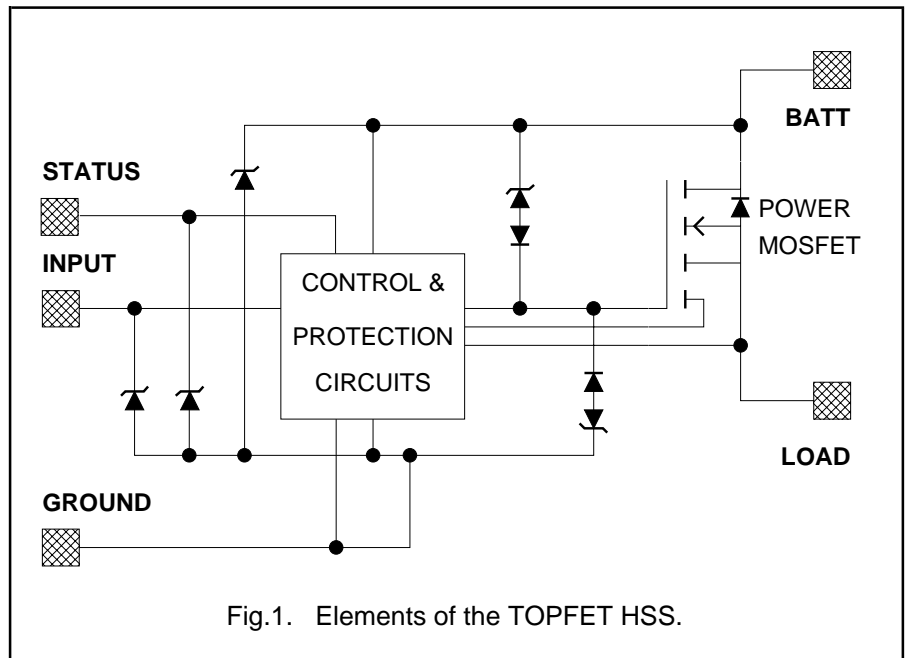 BATT
STATUS
POWER
MOSFET
INPUT
CONTROL &
PROTECTION
CIRCUITS
LOAD
GROUND
Fig.1. Elements of the TOPFET HSS.